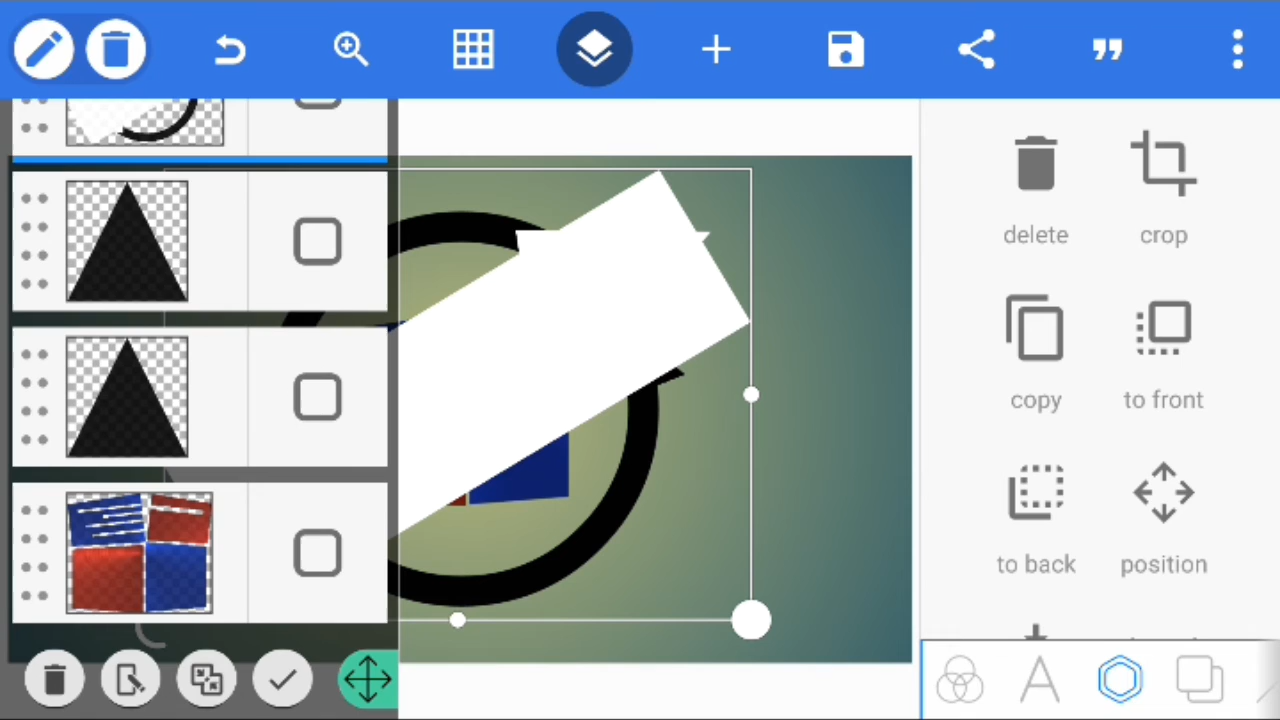 delete
crop
copy
to front
to back
position